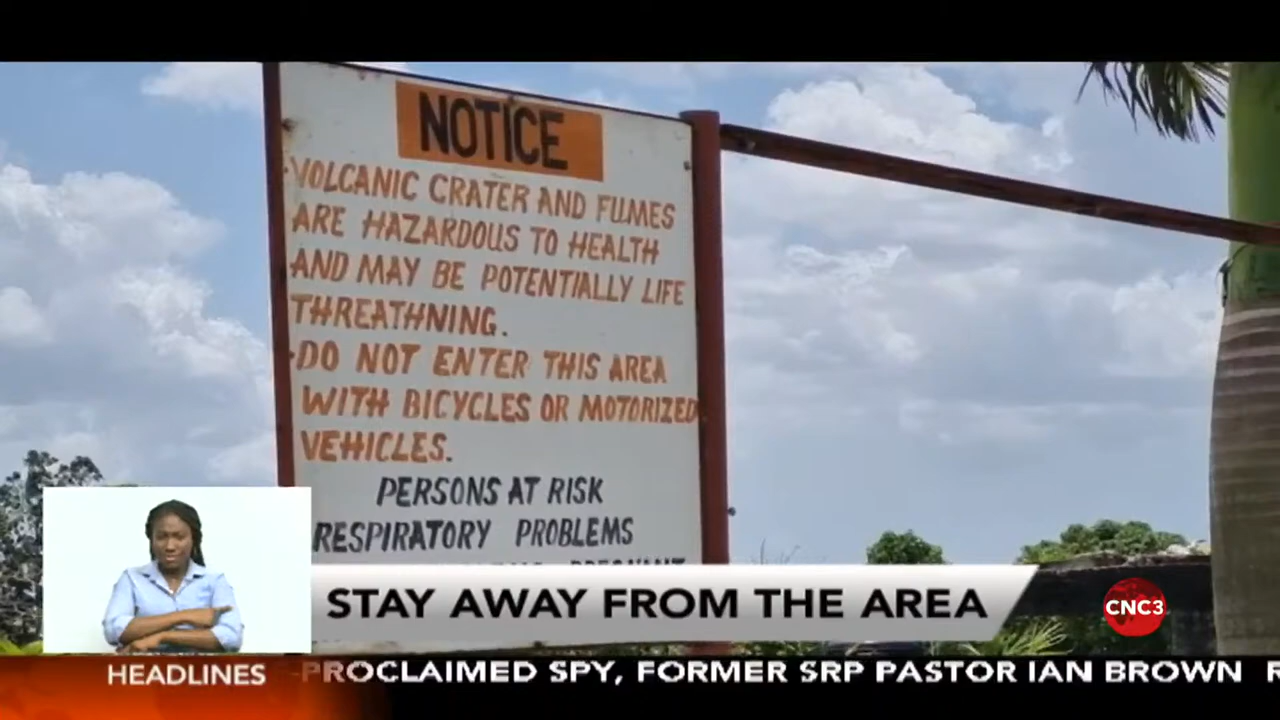 NOTICE
VOLCANIC CRATER AND FUMES
ARE HAZARDOUS TO HEALTH
AND MAY BE POTENTIALLY LIFE
THREATHNING.
DO NOT ENTER THIS AREA
WITH BICYCLES OR MOTORIZED
VEHICLES.
PERSONS AT RISK
RESPIRATORY PROBLEMS
STAY AWAY FROM THE AREA
CNC3
HEADLINES
-PROCLAIMED SPY, FORMER SRP PASTOR IAN BROWN